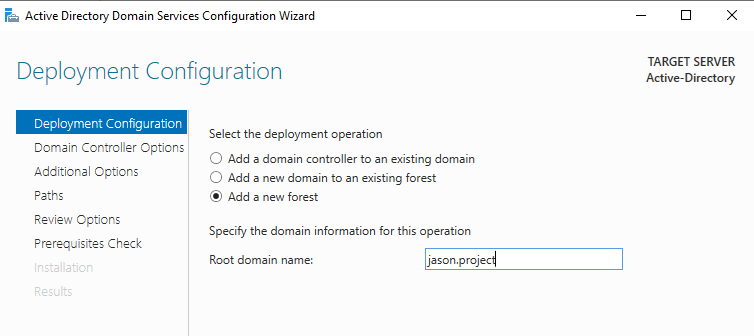 Active Directory Domain Services Configuration Wizard
Deployment Configuration
TARGET SERVER
Active-Directory
Deployment Configuration
Domain Controller Options
Additional Options
Paths
Review Options
Prerequisites Check
Installation
Results
Select the deployment operation
Add a domain controller to an existing domain
Add a new domain to an existing forest
Add a new forest
Specify the domain information for this operation
Root domain name:
jason.project